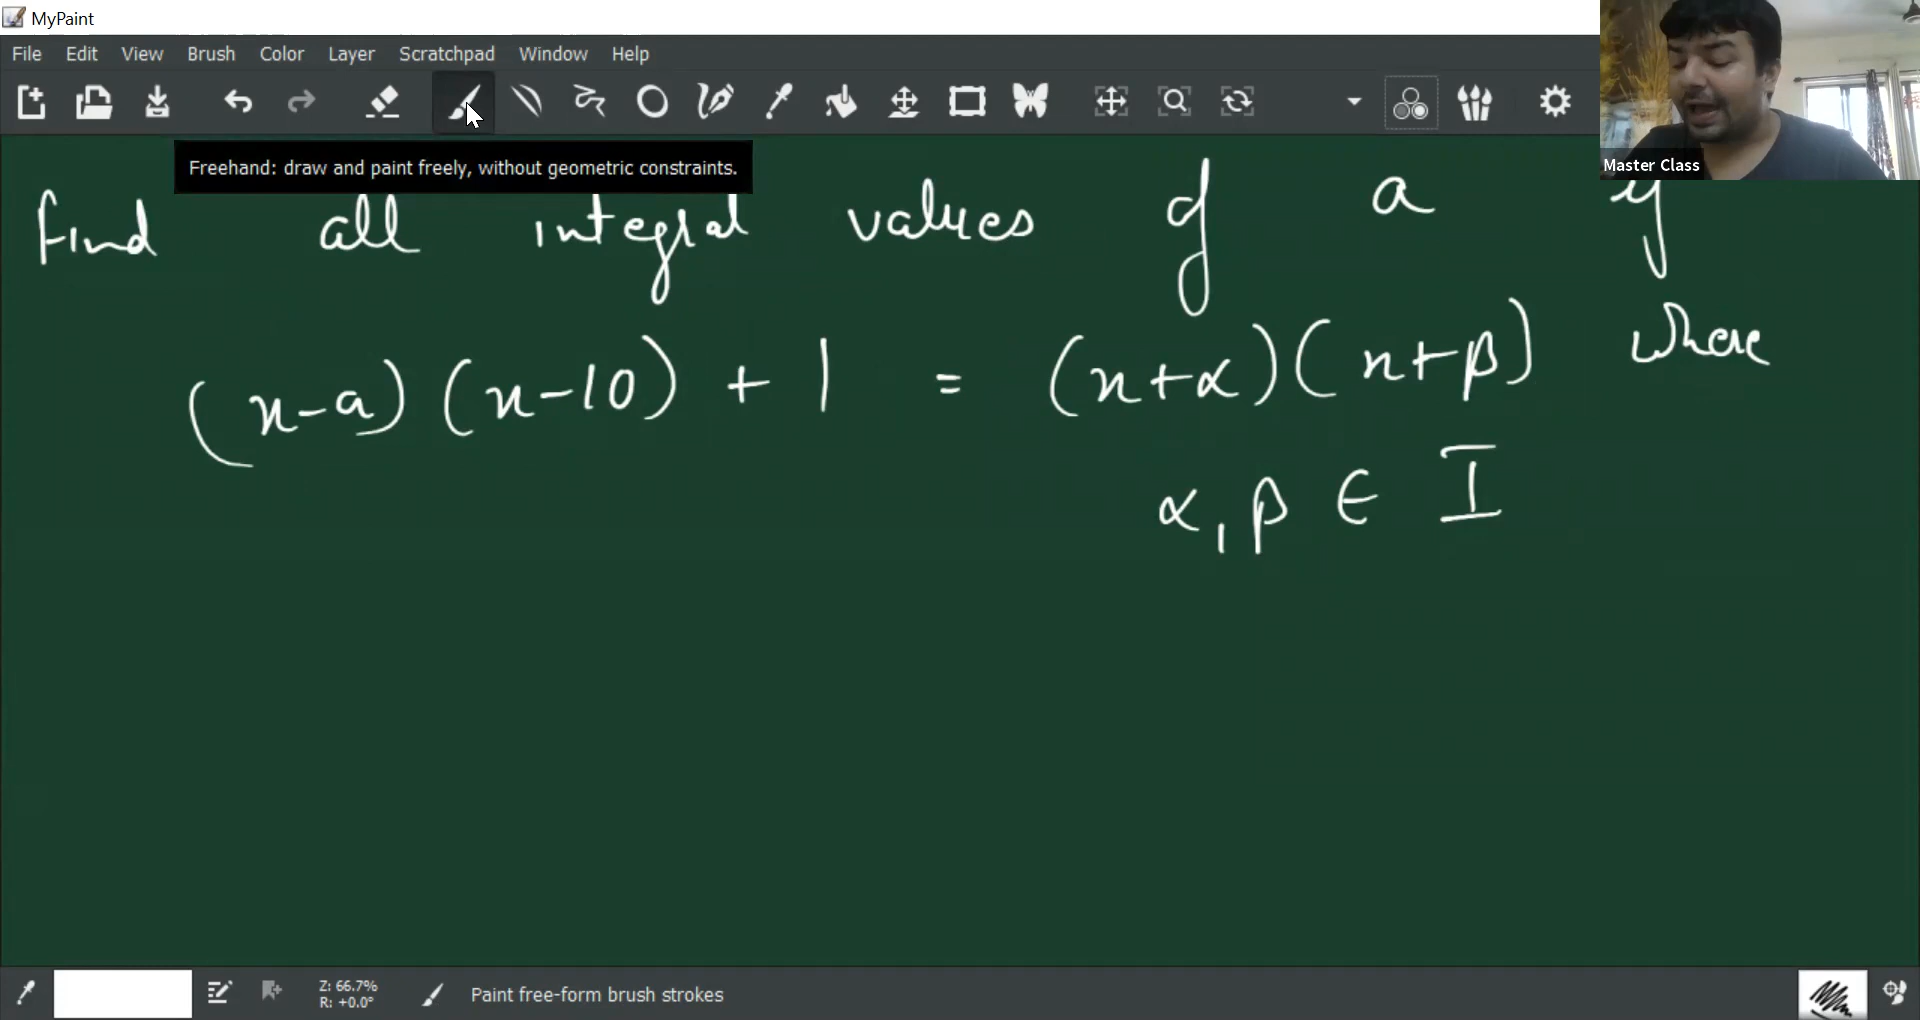 MyPaint
File Edit View Brush Color Layer Scratchpad Window Help
Master Class
Freehand: draw and paint freely, without geometric constraints.
find all integral values of a if
(x-a)(x-10) + 1 = (x+α)(x+β) where
α, β ∈ I
Z: 66.7%
R: +0.0°
Paint free-form brush strokes